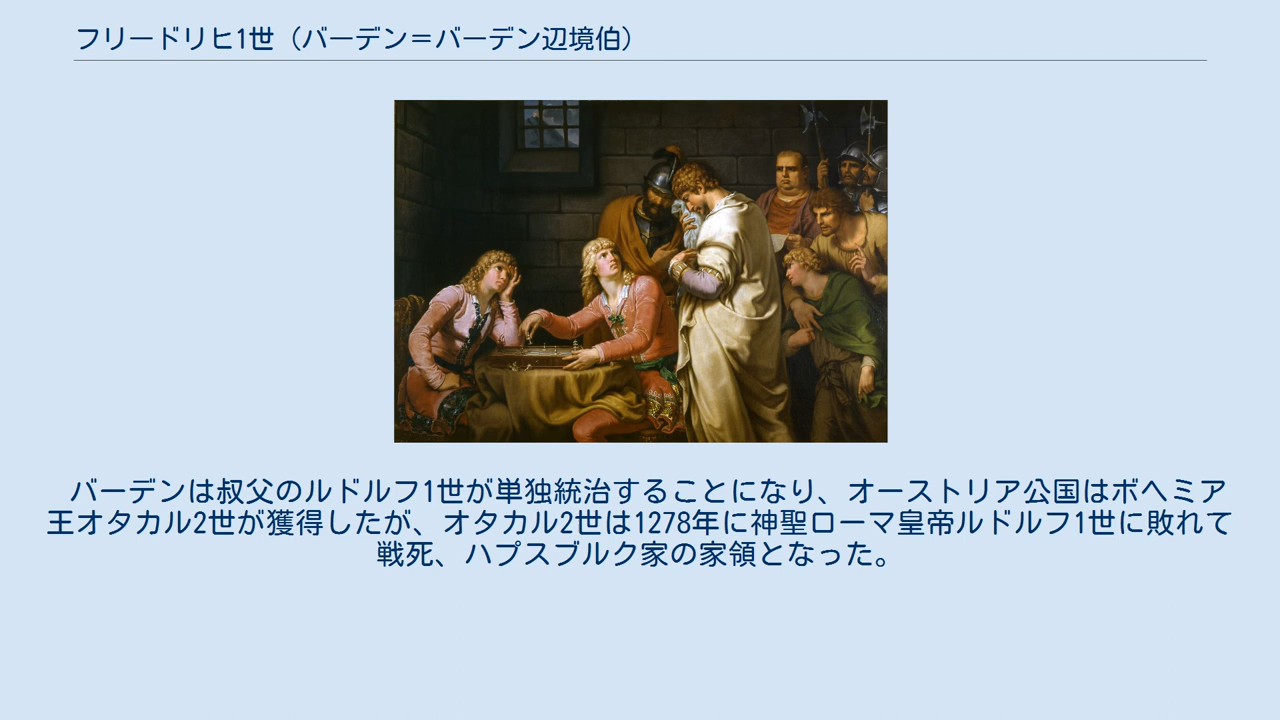 フリードリヒ1世（バーデン＝バーデン辺境伯）
バーデンは叔父のルドルフ1世が単独統治することになり、オーストリア公国はボヘミア
王オタカル2世が獲得したが、オタカル2世は1278年に神聖ローマ皇帝ルドルフ1世に敗れて
戦死、ハプスブルク家の家領となった。